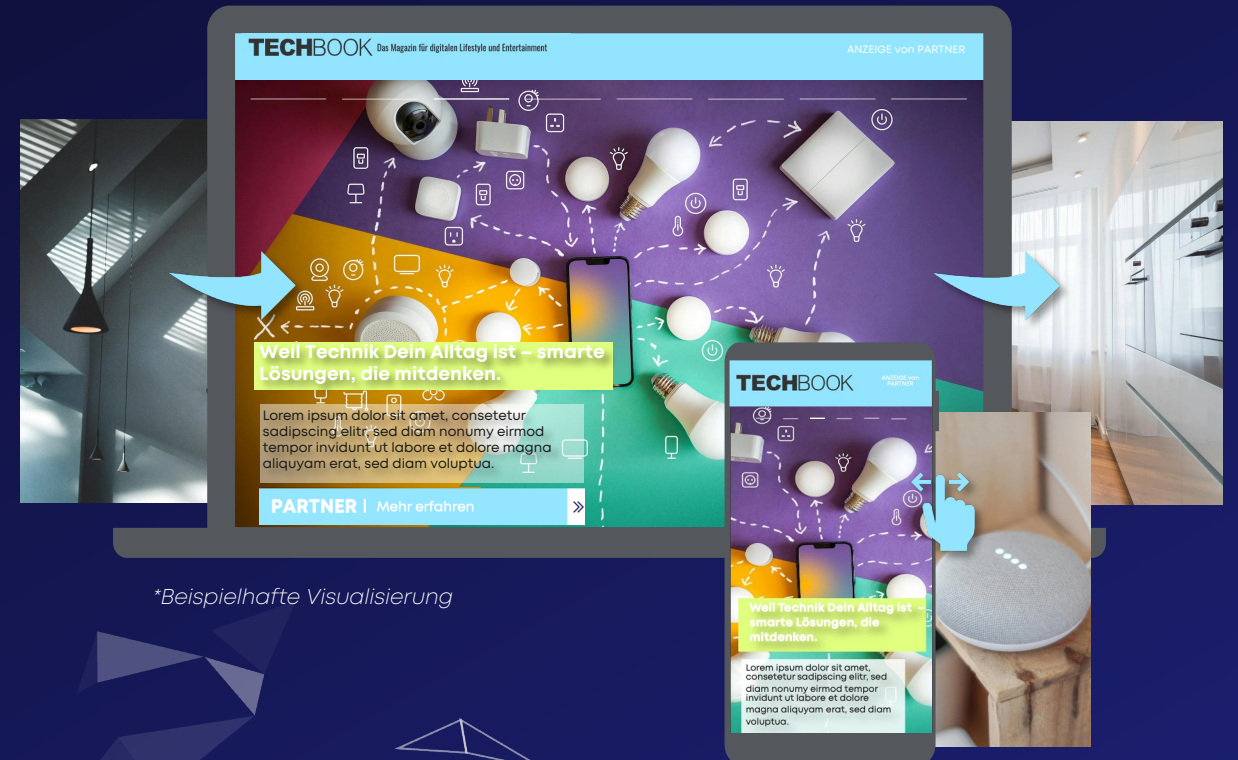 TECHBOOK Das Magazin für digitalen Lifestyle und Entertainment
ANZEIGE von PARTNER
Weil Technik Dein Alltag ist – smarte
Lösungen, die mitdenken.
Lorem ipsum dolor sit amet, consetetur
sadipscing elitr, sed diam nonumy eirmod
tempor invidunt ut labore et dolore magna
aliquyam erat, sed diam voluptua.
PARTNER | Mehr erfahren
*Beispielhafte Visualisierung
TECHBOOK
ANZEIGE von
PARTNER
Weil Technik Dein Alltag ist –
smarte Lösungen, die
mitdenken.
Lorem ipsum dolor sit amet,
consetetur sadipscing elitr, sed
diam nonumy eirmod tempor
invidunt ut labore et dolore
magna aliquyam erat, sed diam
voluptua.